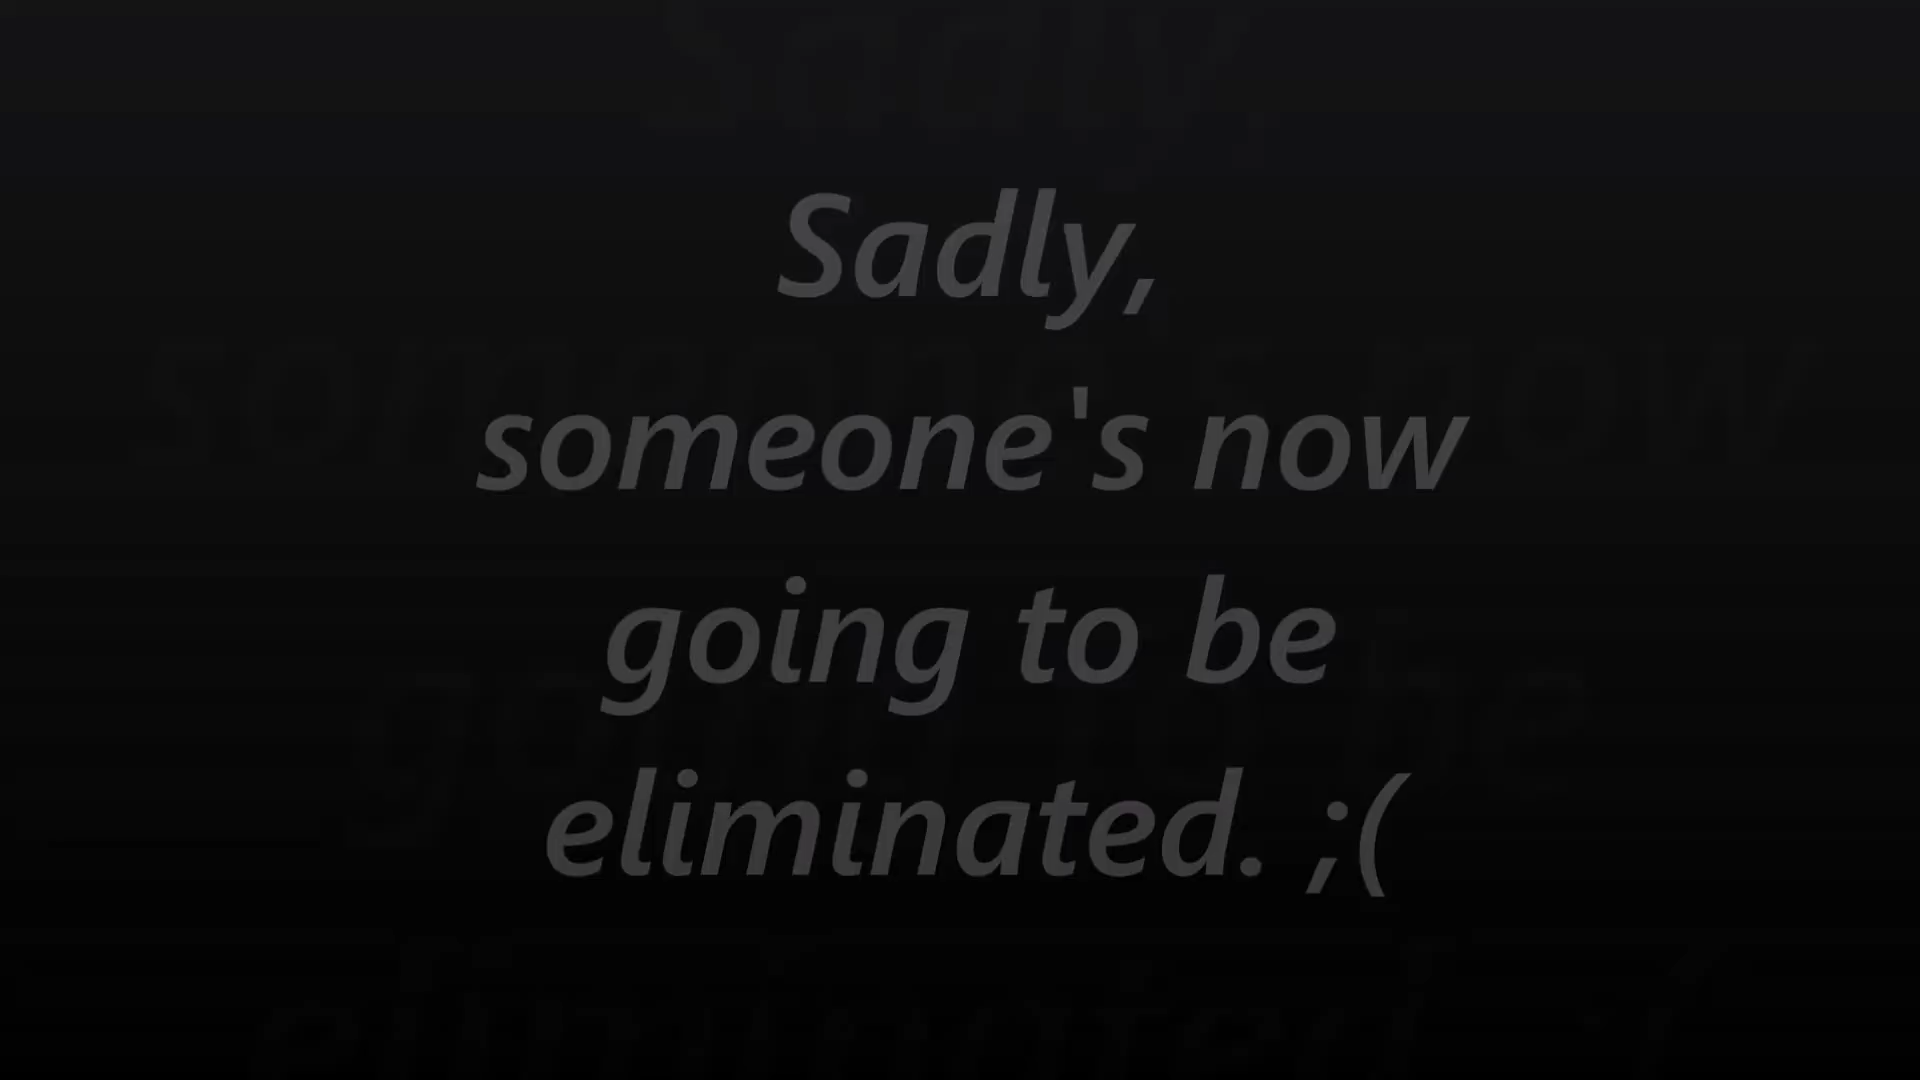 Sadly,
someone's now
going to be
eliminated. ;(